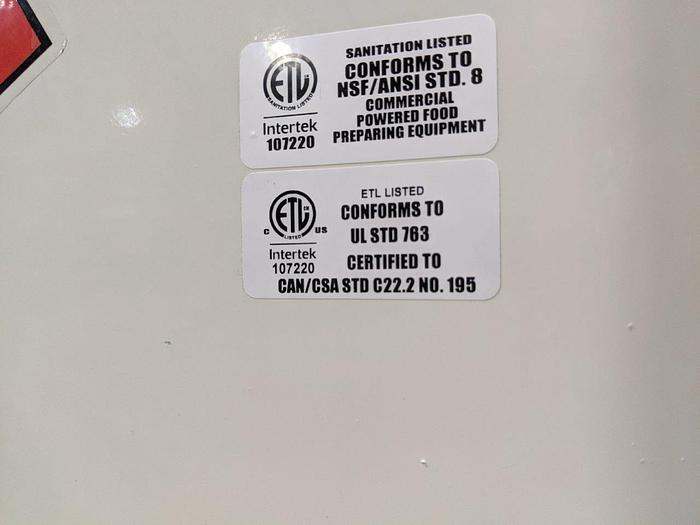 ETL
SANITATION LISTED
Intertek
107220
SANITATION LISTED
CONFORMS TO
NSF/ANSI STD. 8
COMMERCIAL
POWERED FOOD
PREPARING EQUIPMENT
ETL
CM
LISTED
C US
Intertek
107220
ETL LISTED
CONFORMS TO
UL STD 763
CERTIFIED TO
CAN/CSA STD C22.2 NO. 195